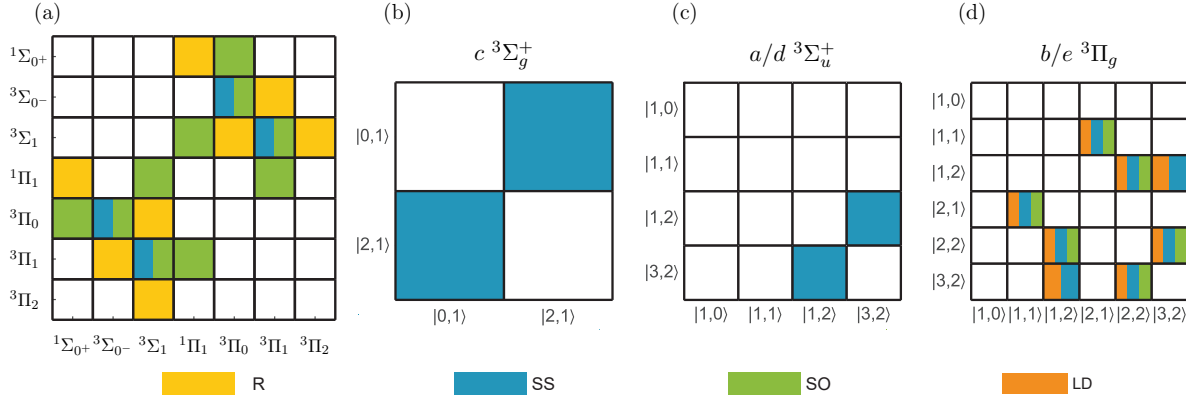 (a)
(b)
(c)
(d)
c ³Σ_g^+
a/d ³Σ_u^+
b/e ³Π_g
¹Σ₀₊
³Σ₀₋
³Σ₁
¹Π₁
³Π₀
³Π₁
³Π₂
¹Σ₀₊ ³Σ₀₋ ³Σ₁ ¹Π₁ ³Π₀ ³Π₁ ³Π₂
|0,1⟩
|2,1⟩
|0,1⟩ |2,1⟩
|1,0⟩
|1,1⟩
|1,2⟩
|3,2⟩
|1,0⟩ |1,1⟩ |1,2⟩ |3,2⟩
|1,0⟩
|1,1⟩
|1,2⟩
|2,1⟩
|2,2⟩
|3,2⟩
|1,0⟩ |1,1⟩ |1,2⟩ |2,1⟩ |2,2⟩ |3,2⟩
R SS SO LD